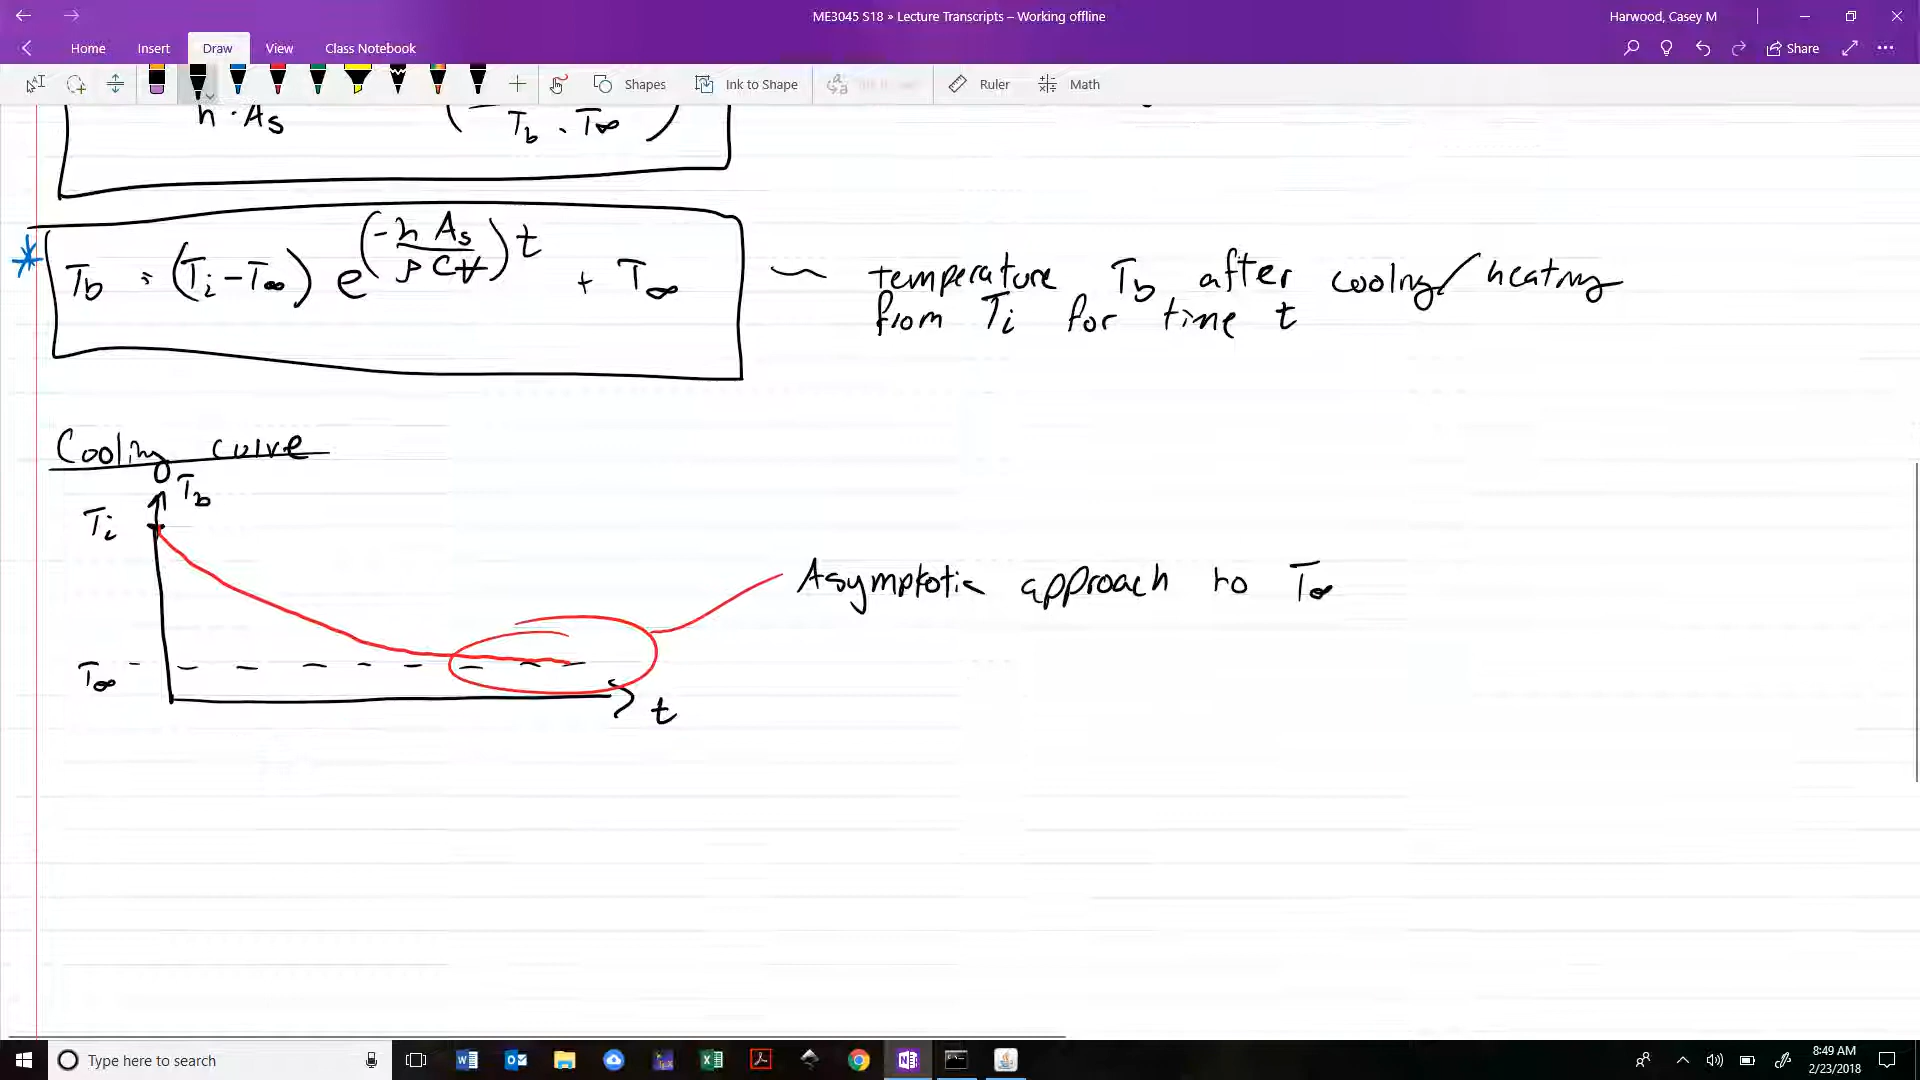 ME3045 S18 » Lecture Transcripts – Working offline
Harwood, Casey M
Home Insert Draw View Class Notebook
Share
Shapes
Ink to Shape
Ruler
Math
h · As
Tb · T∞
Tb = (Ti - T∞) e^(-h As / ρ C V) t + T∞
temperature Tb after cooling/heating
from Ti for time t
Cooling curve
Tb
Ti
Asymptotic approach to T∞
T∞
t
Type here to search
8:49 AM
2/23/2018